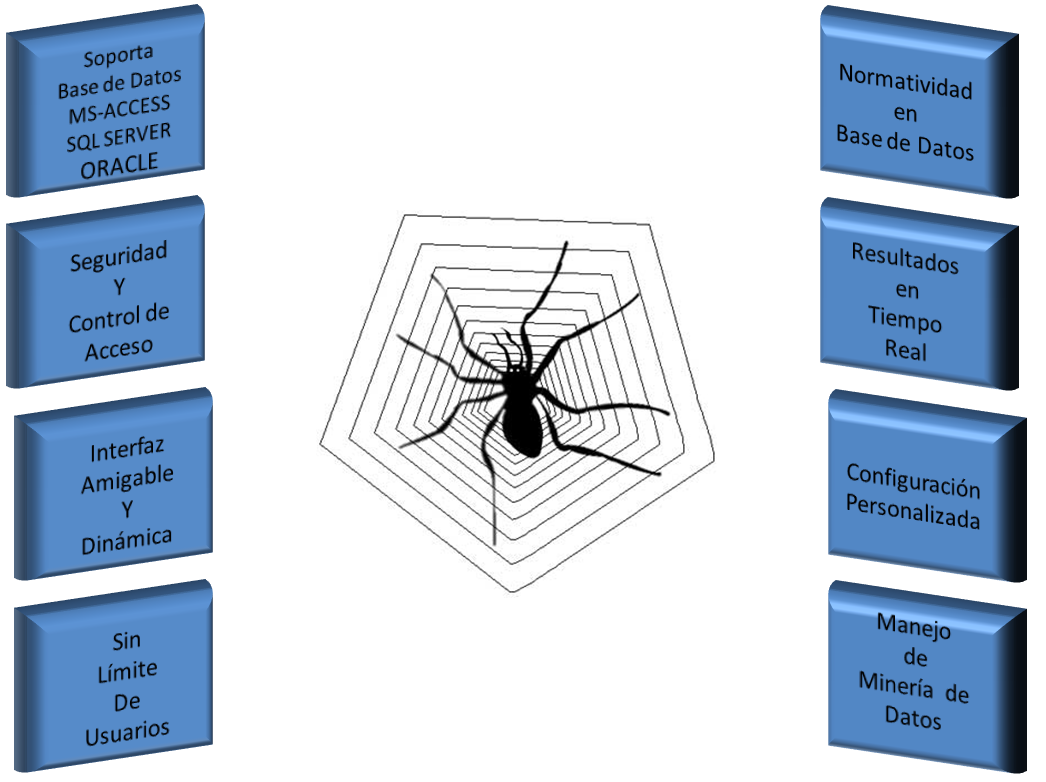 Soporta
Base de Datos
MS-ACCESS
SQL SERVER
ORACLE
Seguridad
Y
Control de
Acceso
Interfaz
Amigable
Y
Dinámica
Sin
Límite
De
Usuarios
Normatividad
en
Base de Datos
Resultados
en
Tiempo
Real
Configuración
Personalizada
Manejo
de
Minería de
Datos